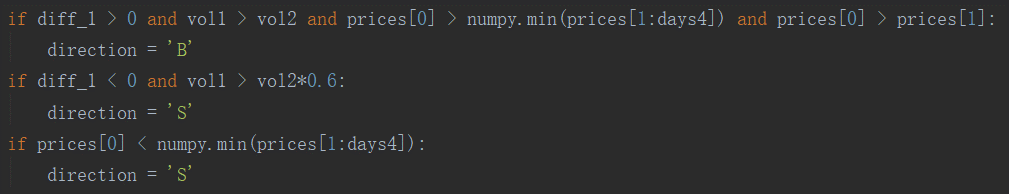 if diff_1 > 0 and vol1 > vol2 and prices[0] > numpy.min(prices[1:days4]) and prices[0] > prices[1]:
    direction = 'B'
if diff_1 < 0 and vol1 > vol2*0.6:
    direction = 'S'
if prices[0] < numpy.min(prices[1:days4]):
    direction = 'S'